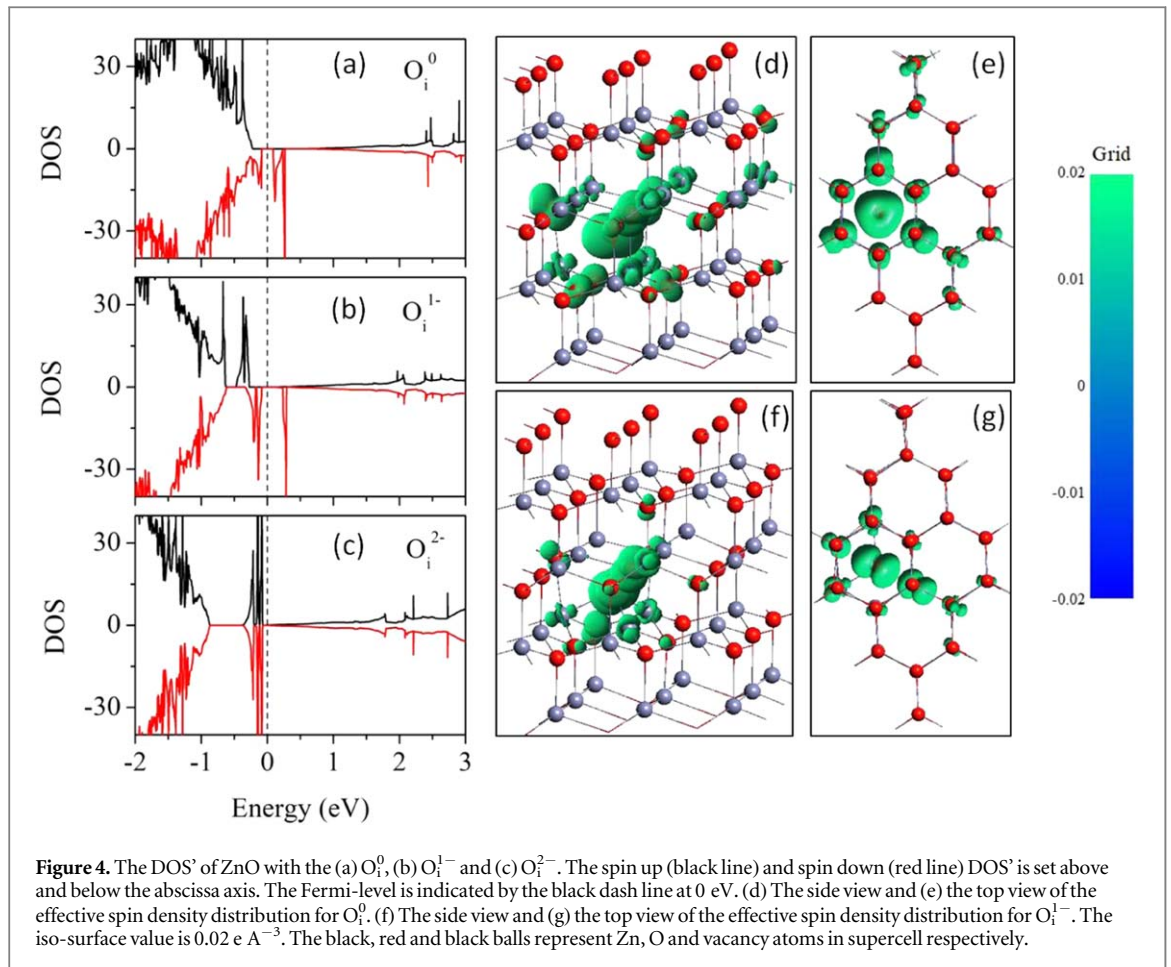 30
0
-30
DOS
(a)
O_i^0
30
0
-30
DOS
(b)
O_i^{1-}
30
0
-30
DOS
(c)
O_i^{2-}
-2 -1 0 1 2 3
Energy (eV)
(d)
(e)
(f)
(g)
Grid
0.02
0.01
0
-0.01
-0.02
Figure 4. The DOS’ of ZnO with the (a) O_i^0, (b) O_i^{1−} and (c) O_i^{2−}. The spin up (black line) and spin down (red line) DOS’ is set above
and below the abscissa axis. The Fermi-level is indicated by the black dash line at 0 eV. (d) The side view and (e) the top view of the
effective spin density distribution for O_i^0. (f) The side view and (g) the top view of the effective spin density distribution for O_i^{1−}. The
iso-surface value is 0.02 e A^{−3}. The black, red and black balls represent Zn, O and vacancy atoms in supercell respectively.